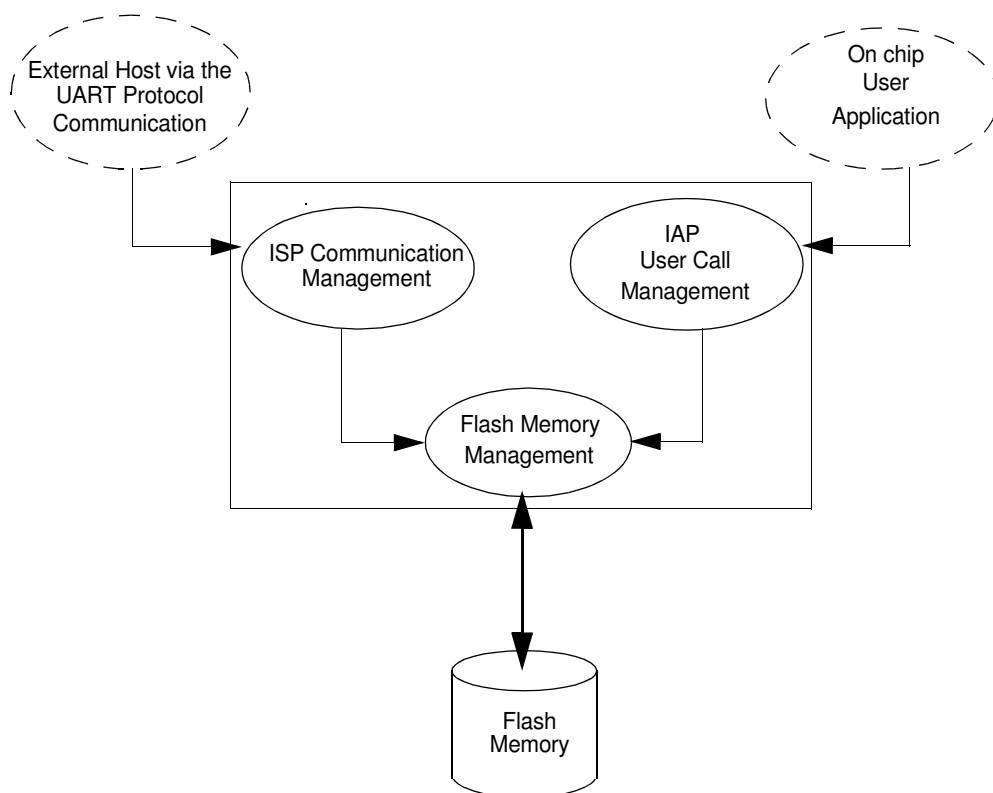 External Host via the
UART Protocol
Communication
On chip
User
Application
ISP Communication
Management
IAP
User Call
Management
Flash Memory
Management
Flash
Memory